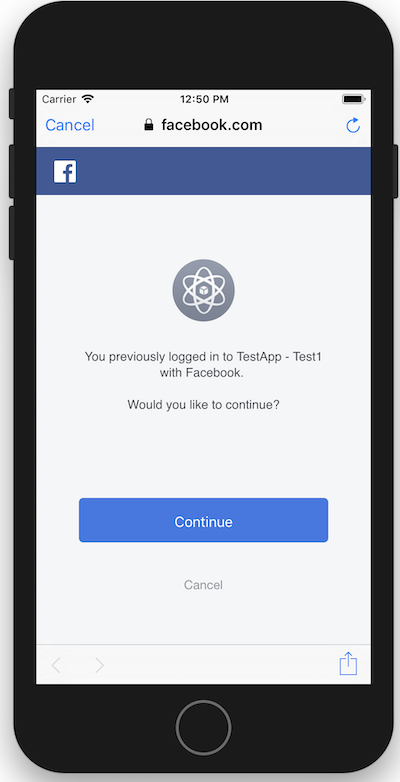 Carrier 12:50 PM
Cancel facebook.com
You previously logged in to TestApp - Test1
with Facebook.
Would you like to continue?
Continue
Cancel